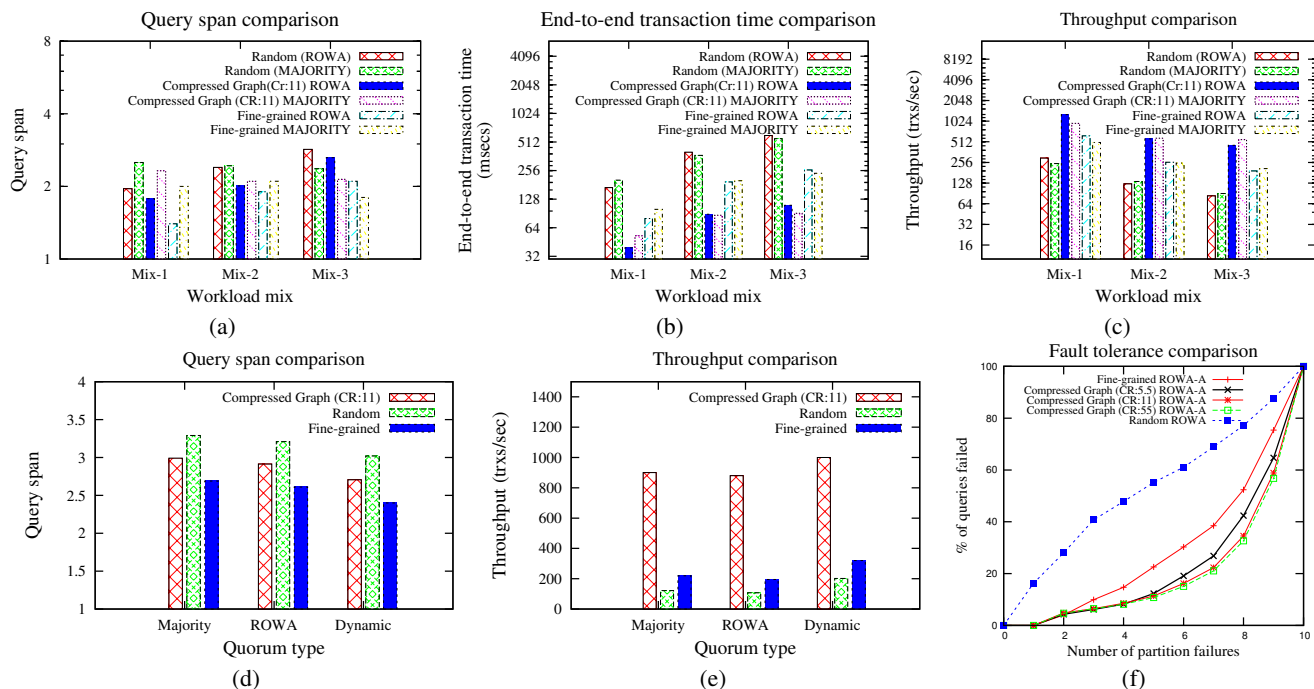 Query span comparison
8
4
2
1
Query span
Random (ROWA)
Random (MAJORITY)
Compressed Graph(Cr:11) ROWA
Compressed Graph (CR:11) MAJORITY
Fine-grained ROWA
Fine-grained MAJORITY
Mix-1 Mix-2 Mix-3
Workload mix
(a)
End-to-end transaction time comparison
4096
2048
1024
512
256
128
64
32
End-to-end transaction time
(msecs)
Random (ROWA)
Random (MAJORITY)
Compressed Graph(Cr:11) ROWA
Compressed Graph (CR:11) MAJORITY
Fine-grained ROWA
Fine-grained MAJORITY
Mix-1 Mix-2 Mix-3
Workload mix
(b)
Throughput comparison
8192
4096
2048
1024
512
256
128
64
32
16
Throughput (trxs/sec)
Random (ROWA)
Random (MAJORITY)
Compressed Graph(Cr:11) ROWA
Compressed Graph (CR:11) MAJORITY
Fine-grained ROWA
Fine-grained MAJORITY
Mix-1 Mix-2 Mix-3
Workload mix
(c)
Query span comparison
4
3.5
3
2.5
2
1.5
1
Query span
Compressed Graph (CR:11)
Random
Fine-grained
Majority ROWA Dynamic
Quorum type
(d)
Throughput comparison
1400
1200
1000
800
600
400
200
0
Throughput (trxs/sec)
Compressed Graph (CR:11)
Random
Fine-grained
Majority ROWA Dynamic
Quorum type
(e)
Fault tolerance comparison
100
80
60
40
20
0
% of queries failed
Fine-grained ROWA-A
Compressed Graph (CR:5.5) ROWA-A
Compressed Graph (CR:11) ROWA-A
Compressed Graph (CR:55) ROWA-A
Random ROWA
0 2 4 6 8 10
Number of partition failures
(f)